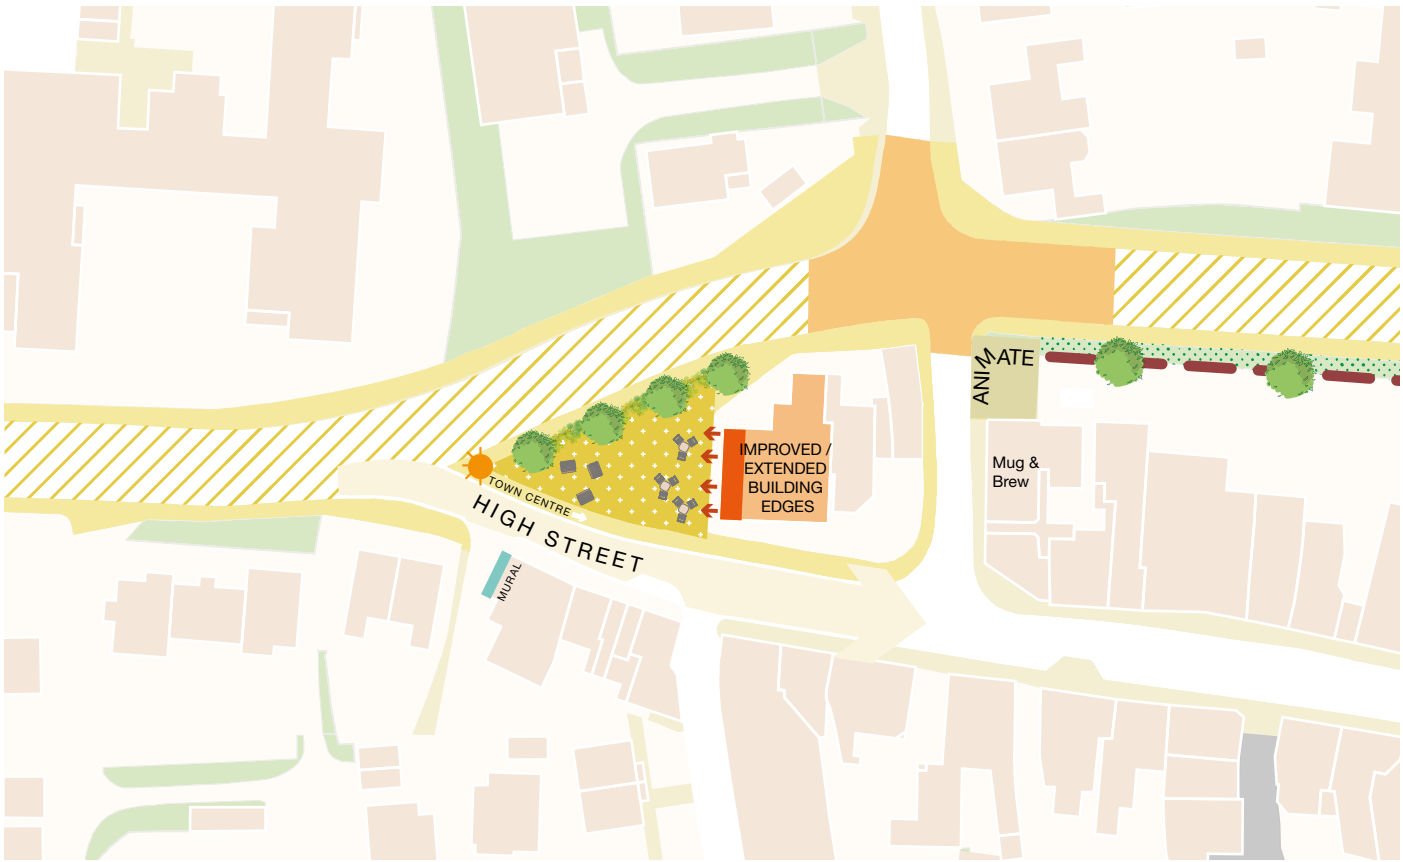 ANIMATE
IMPROVED /
EXTENDED
BUILDING
EDGES
Mug &
Brew
TOWN CENTRE
HIGH STREET
MURAL